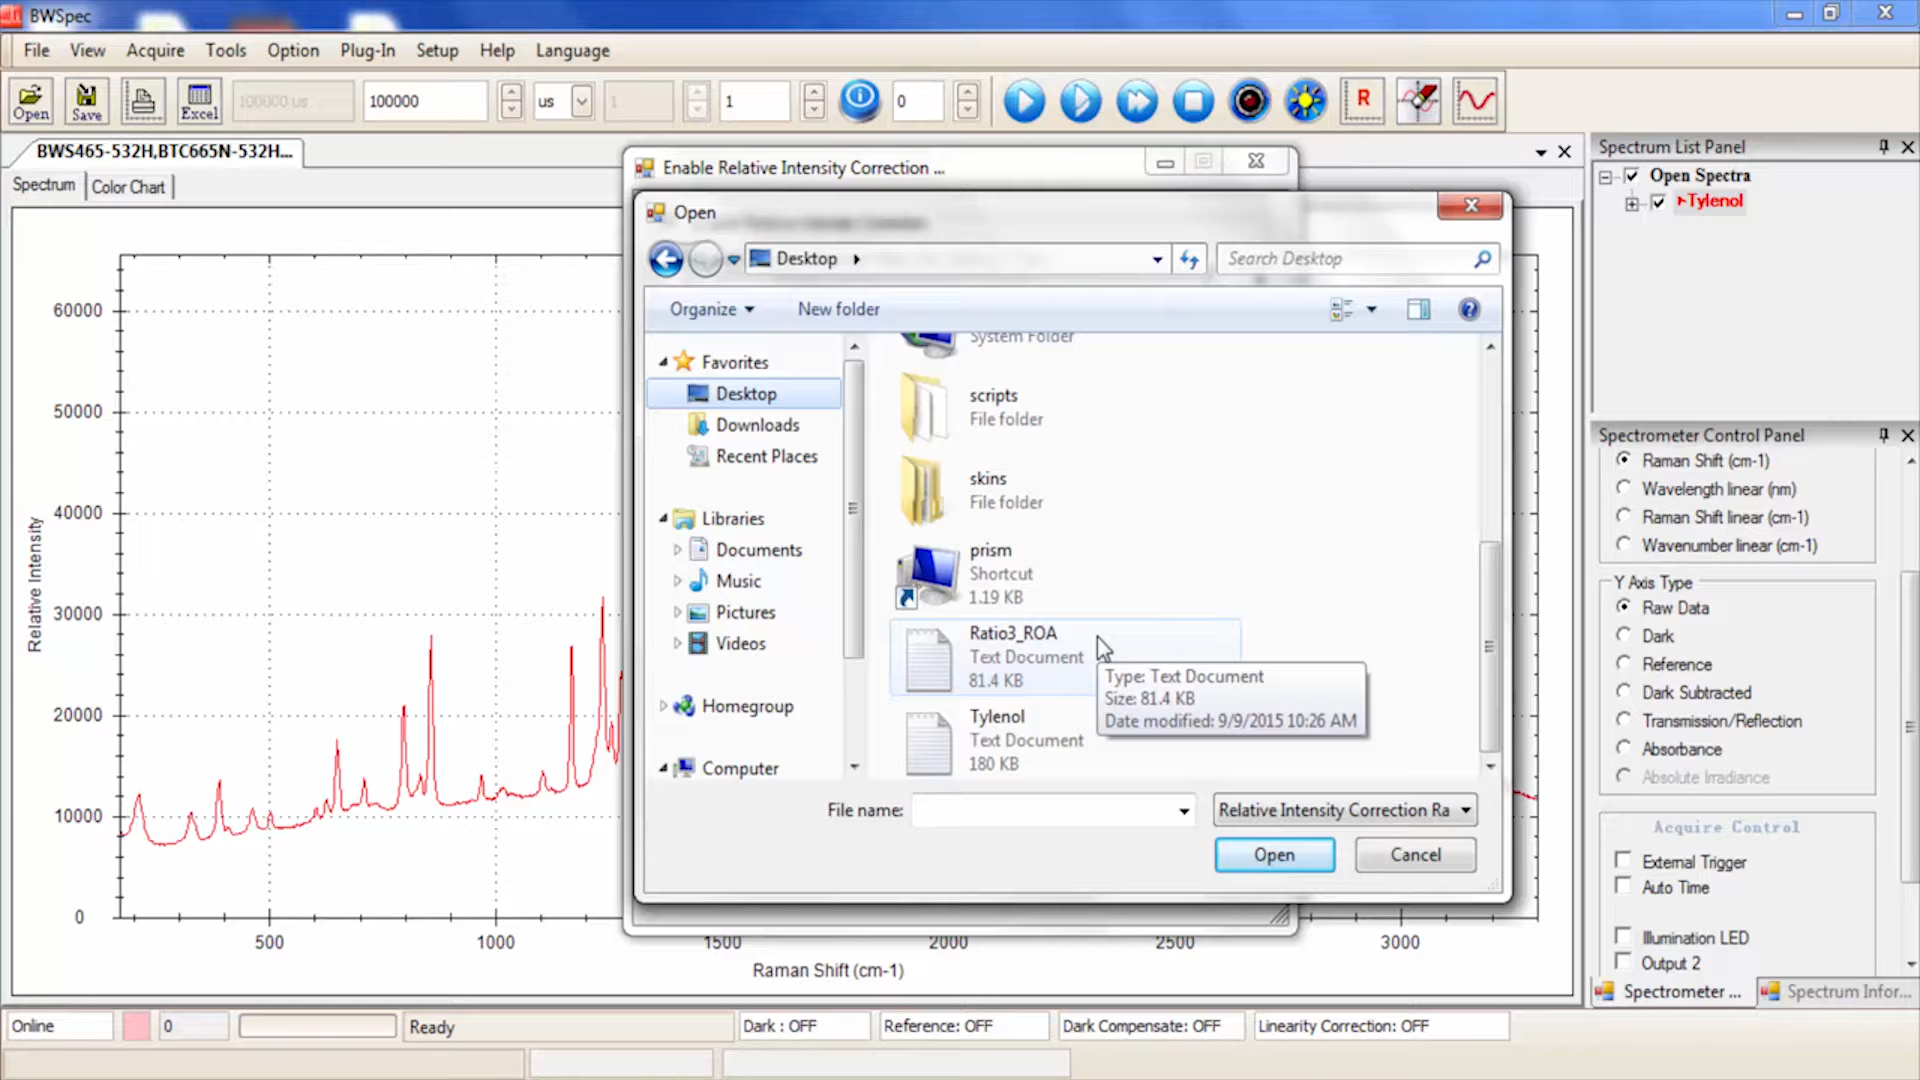 BWSpec
File View Acquire Tools Option Plug-In Setup Help Language
Open Save Excel 100000 us 100000 us 1 1 0 R
BWS465-532H,BTC665N-532H...
Spectrum Color Chart
Relative Intensity
60000
50000
40000
30000
20000
10000
0
500 1000 1500 2000 2500 3000
Raman Shift (cm-1)
Enable Relative Intensity Correction ...
Open
Desktop
Search Desktop
Organize New folder
Favorites
Desktop
Downloads
Recent Places
Libraries
Documents
Music
Pictures
Videos
Homegroup
Computer
System Folder
scripts
File folder
skins
File folder
prism
Shortcut
1.19 KB
Ratio3_ROA
Text Document
81.4 KB
Tylenol
Text Document
180 KB
Type: Text Document
Size: 81.4 KB
Date modified: 9/9/2015 10:26 AM
File name:
Relative Intensity Correction Ra
Open Cancel
Spectrum List Panel
Open Spectra
Tylenol
Spectrometer Control Panel
Raman Shift (cm-1)
Wavelength linear (nm)
Raman Shift linear (cm-1)
Wavenumber linear (cm-1)
Y Axis Type
Raw Data
Dark
Reference
Dark Subtracted
Transmission/Reflection
Absorbance
Absolute Irradiance
Acquire Control
External Trigger
Auto Time
Illumination LED
Output 2
Spectrometer ... Spectrum Infor...
Online 0 Ready Dark : OFF Reference: OFF Dark Compensate: OFF Linearity Correction: OFF